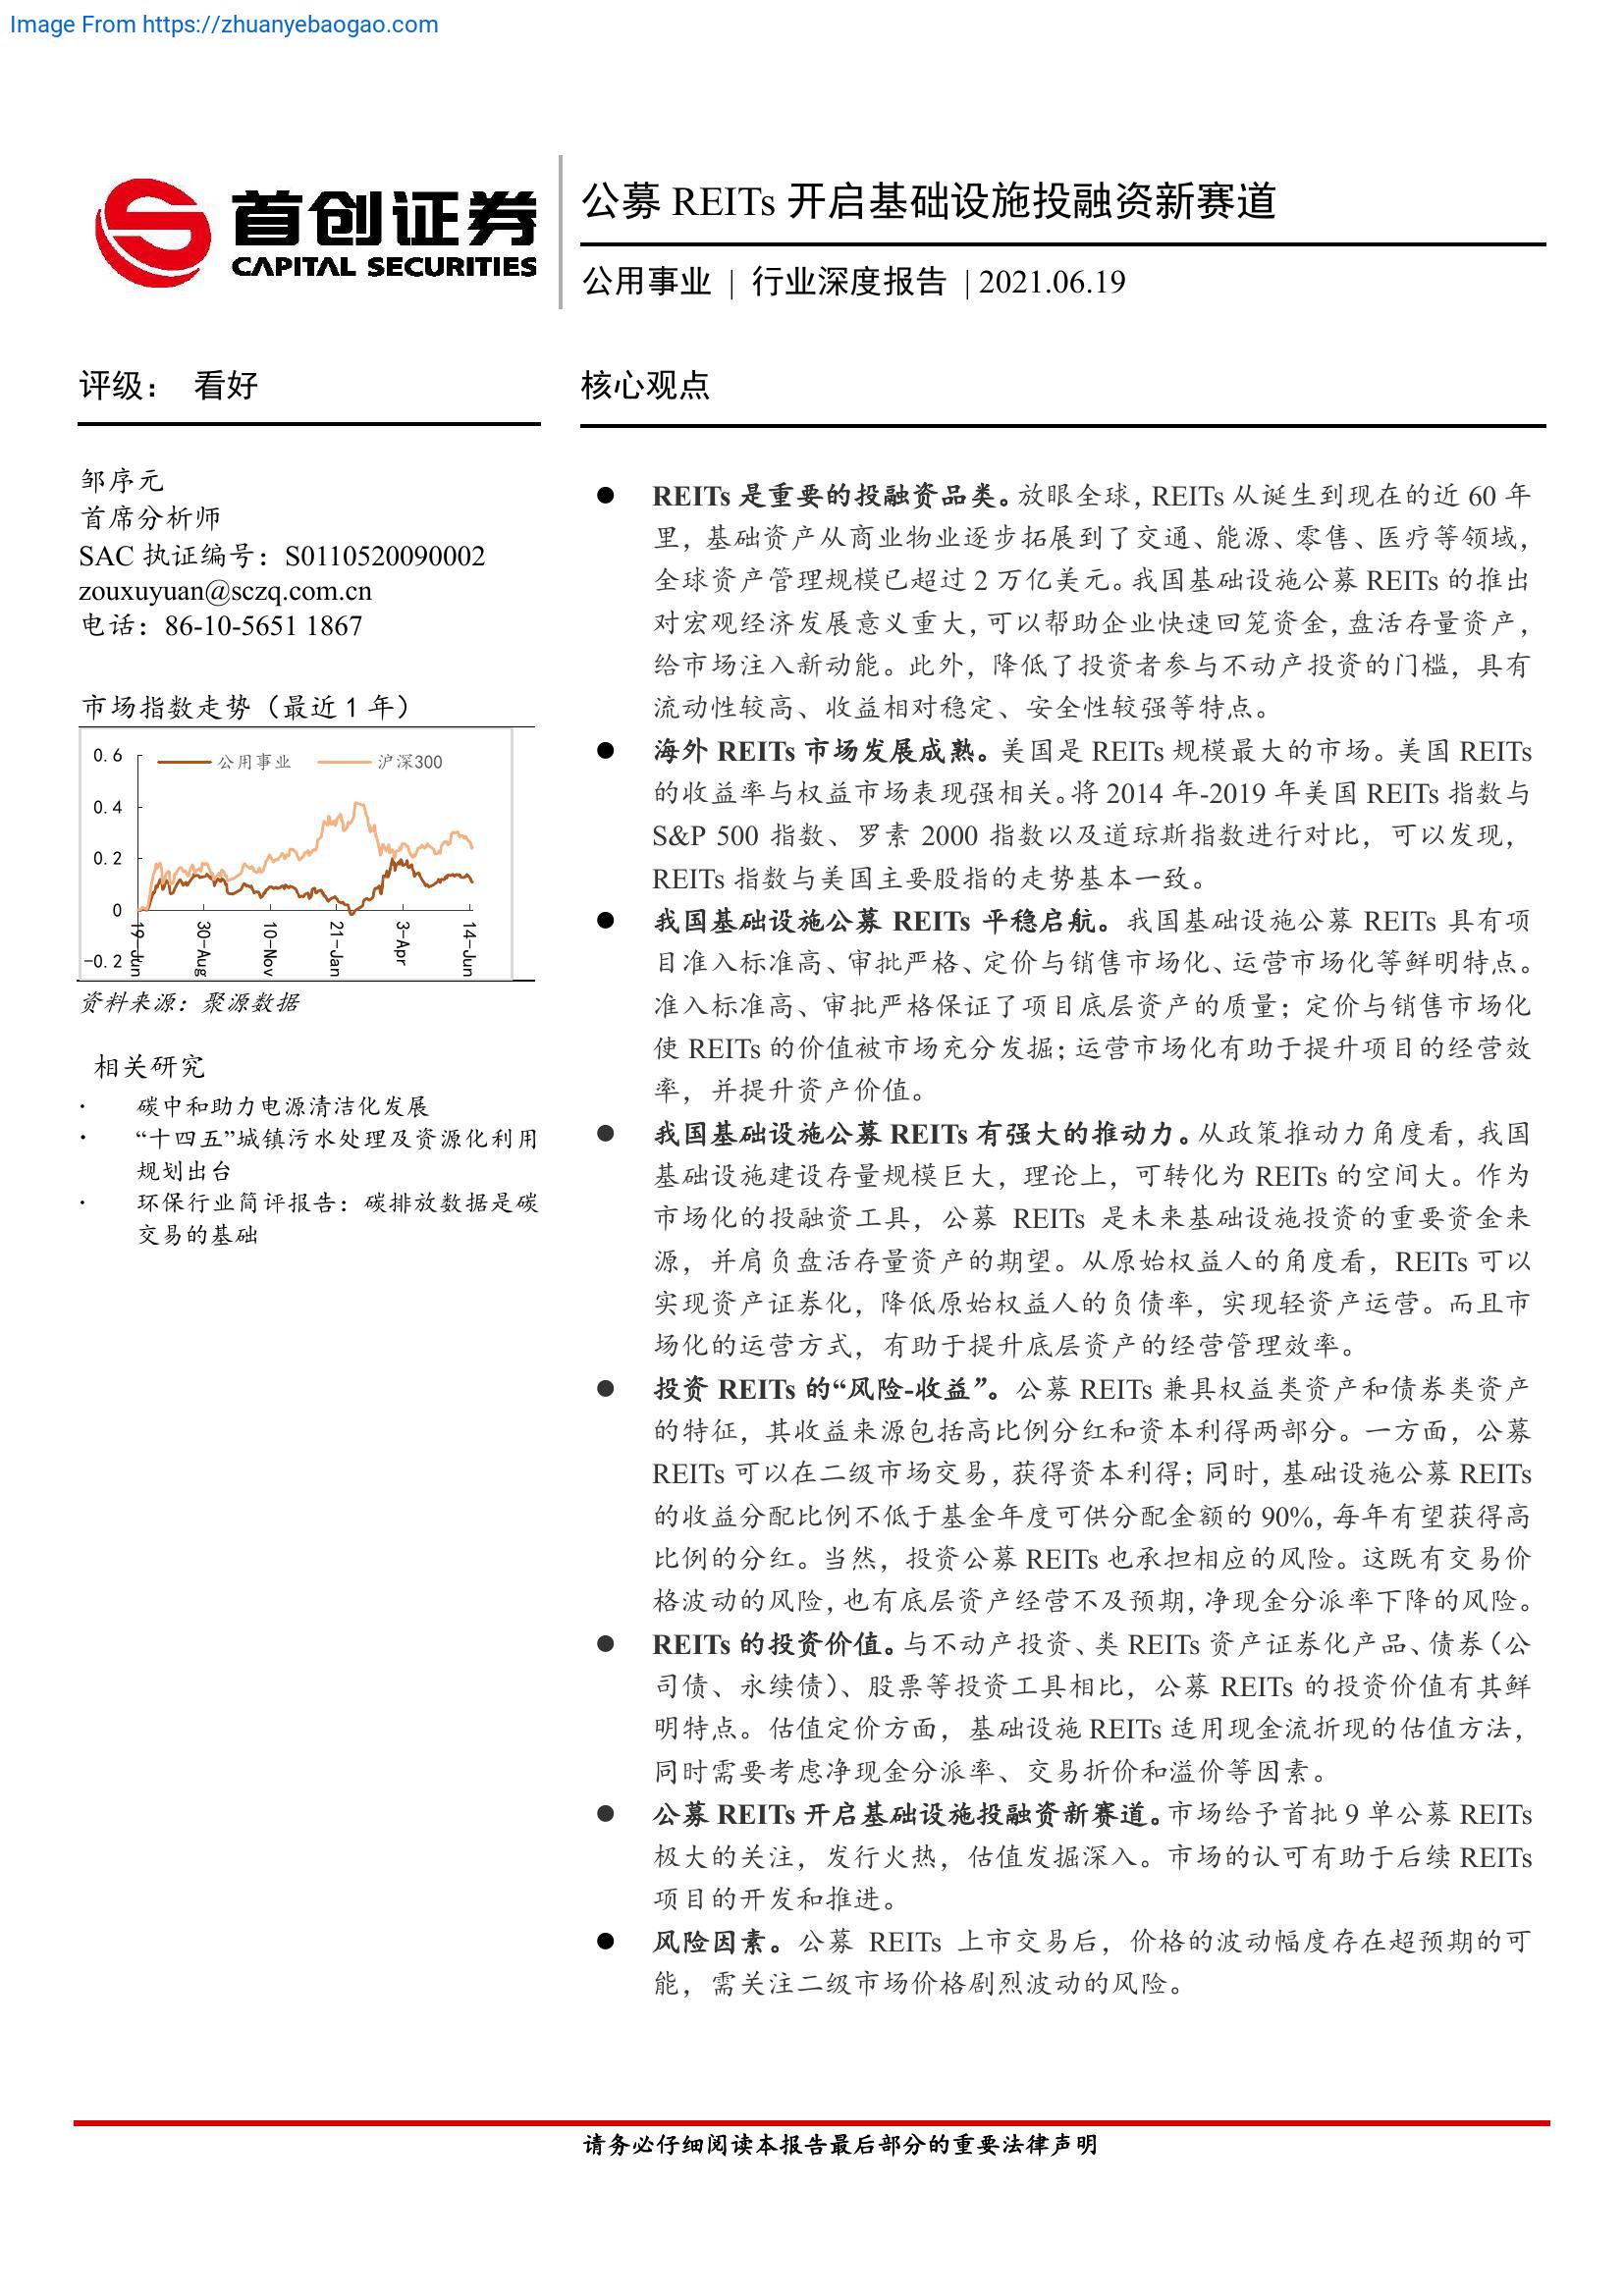 Image From https://zhuanyebaogao.com
首创证券
CAPITAL SECURITIES
公募 REITs 开启基础设施投融资新赛道
公用事业 | 行业深度报告 | 2021.06.19
评级： 看好
邹序元
首席分析师
SAC 执证编号：S0110520090002
zouxuyuan@sczq.com.cn
电话：86-10-5651 1867
市场指数走势（最近 1 年）
公用事业 沪深300
0.6
0.4
0.2
0
-0.2
19-Jun
30-Aug
10-Nov
21-Jan
3-Apr
14-Jun
资料来源：聚源数据
相关研究
· 碳中和助力电源清洁化发展
· “十四五”城镇污水处理及资源化利用
规划出台
· 环保行业简评报告：碳排放数据是碳
交易的基础
核心观点
● REITs 是重要的投融资品类。放眼全球，REITs 从诞生到现在的近 60 年
里，基础资产从商业物业逐步拓展到了交通、能源、零售、医疗等领域，
全球资产管理规模已超过 2 万亿美元。我国基础设施公募 REITs 的推出
对宏观经济发展意义重大，可以帮助企业快速回笼资金，盘活存量资产，
给市场注入新动能。此外，降低了投资者参与不动产投资的门槛，具有
流动性较高、收益相对稳定、安全性较强等特点。
● 海外 REITs 市场发展成熟。美国是 REITs 规模最大的市场。美国 REITs
的收益率与权益市场表现强相关。将 2014 年-2019 年美国 REITs 指数与
S&P 500 指数、罗素 2000 指数以及道琼斯指数进行对比，可以发现，
REITs 指数与美国主要股指的走势基本一致。
● 我国基础设施公募 REITs 平稳启航。我国基础设施公募 REITs 具有项
目准入标准高、审批严格、定价与销售市场化、运营市场化等鲜明特点。
准入标准高、审批严格保证了项目底层资产的质量；定价与销售市场化
使 REITs 的价值被市场充分发掘；运营市场化有助于提升项目的经营效
率，并提升资产价值。
● 我国基础设施公募 REITs 有强大的推动力。从政策推动力角度看，我国
基础设施建设存量规模巨大，理论上，可转化为 REITs 的空间大。作为
市场化的投融资工具，公募 REITs 是未来基础设施投资的重要资金来
源，并肩负盘活存量资产的期望。从原始权益人的角度看，REITs 可以
实现资产证券化，降低原始权益人的负债率，实现轻资产运营。而且市
场化的运营方式，有助于提升底层资产的经营管理效率。
● 投资 REITs 的“风险-收益”。公募 REITs 兼具权益类资产和债券类资产
的特征，其收益来源包括高比例分红和资本利得两部分。一方面，公募
REITs 可以在二级市场交易，获得资本利得；同时，基础设施公募 REITs
的收益分配比例不低于基金年度可供分配金额的 90%，每年有望获得高
比例的分红。当然，投资公募 REITs 也承担相应的风险。这既有交易价
格波动的风险，也有底层资产经营不及预期，净现金分派率下降的风险。
● REITs 的投资价值。与不动产投资、类 REITs 资产证券化产品、债券（公
司债、永续债）、股票等投资工具相比，公募 REITs 的投资价值有其鲜
明特点。估值定价方面，基础设施 REITs 适用现金流折现的估值方法，
同时需要考虑净现金分派率、交易折价和溢价等因素。
● 公募 REITs 开启基础设施投融资新赛道。市场给予首批 9 单公募 REITs
极大的关注，发行火热，估值发掘深入。市场的认可有助于后续 REITs
项目的开发和推进。
● 风险因素。公募 REITs 上市交易后，价格的波动幅度存在超预期的可
能，需关注二级市场价格剧烈波动的风险。
请务必仔细阅读本报告最后部分的重要法律声明